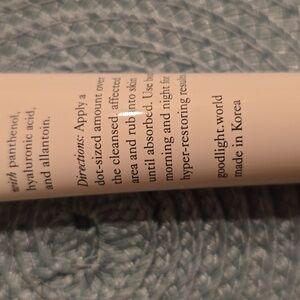 with panthenol,
hyaluronic acid,
and allantoin.
Directions: Apply a
dot-sized amount over
the cleansed, affected
area and rub into skin
until absorbed. Use
morning and night for
hyper-restoring results
goodlight.world
made in Korea